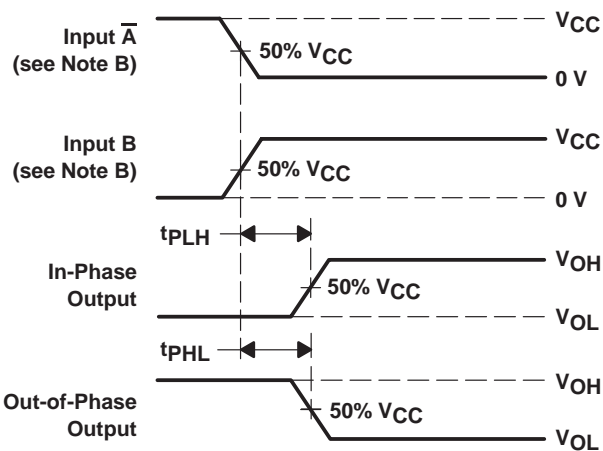 VCC
Input A̅
(see Note B)
50% VCC
0 V
Input B
(see Note B)
VCC
50% VCC
0 V
tPLH
In-Phase
Output
VOH
50% VCC
VOL
tPHL
Out-of-Phase
Output
VOH
50% VCC
VOL